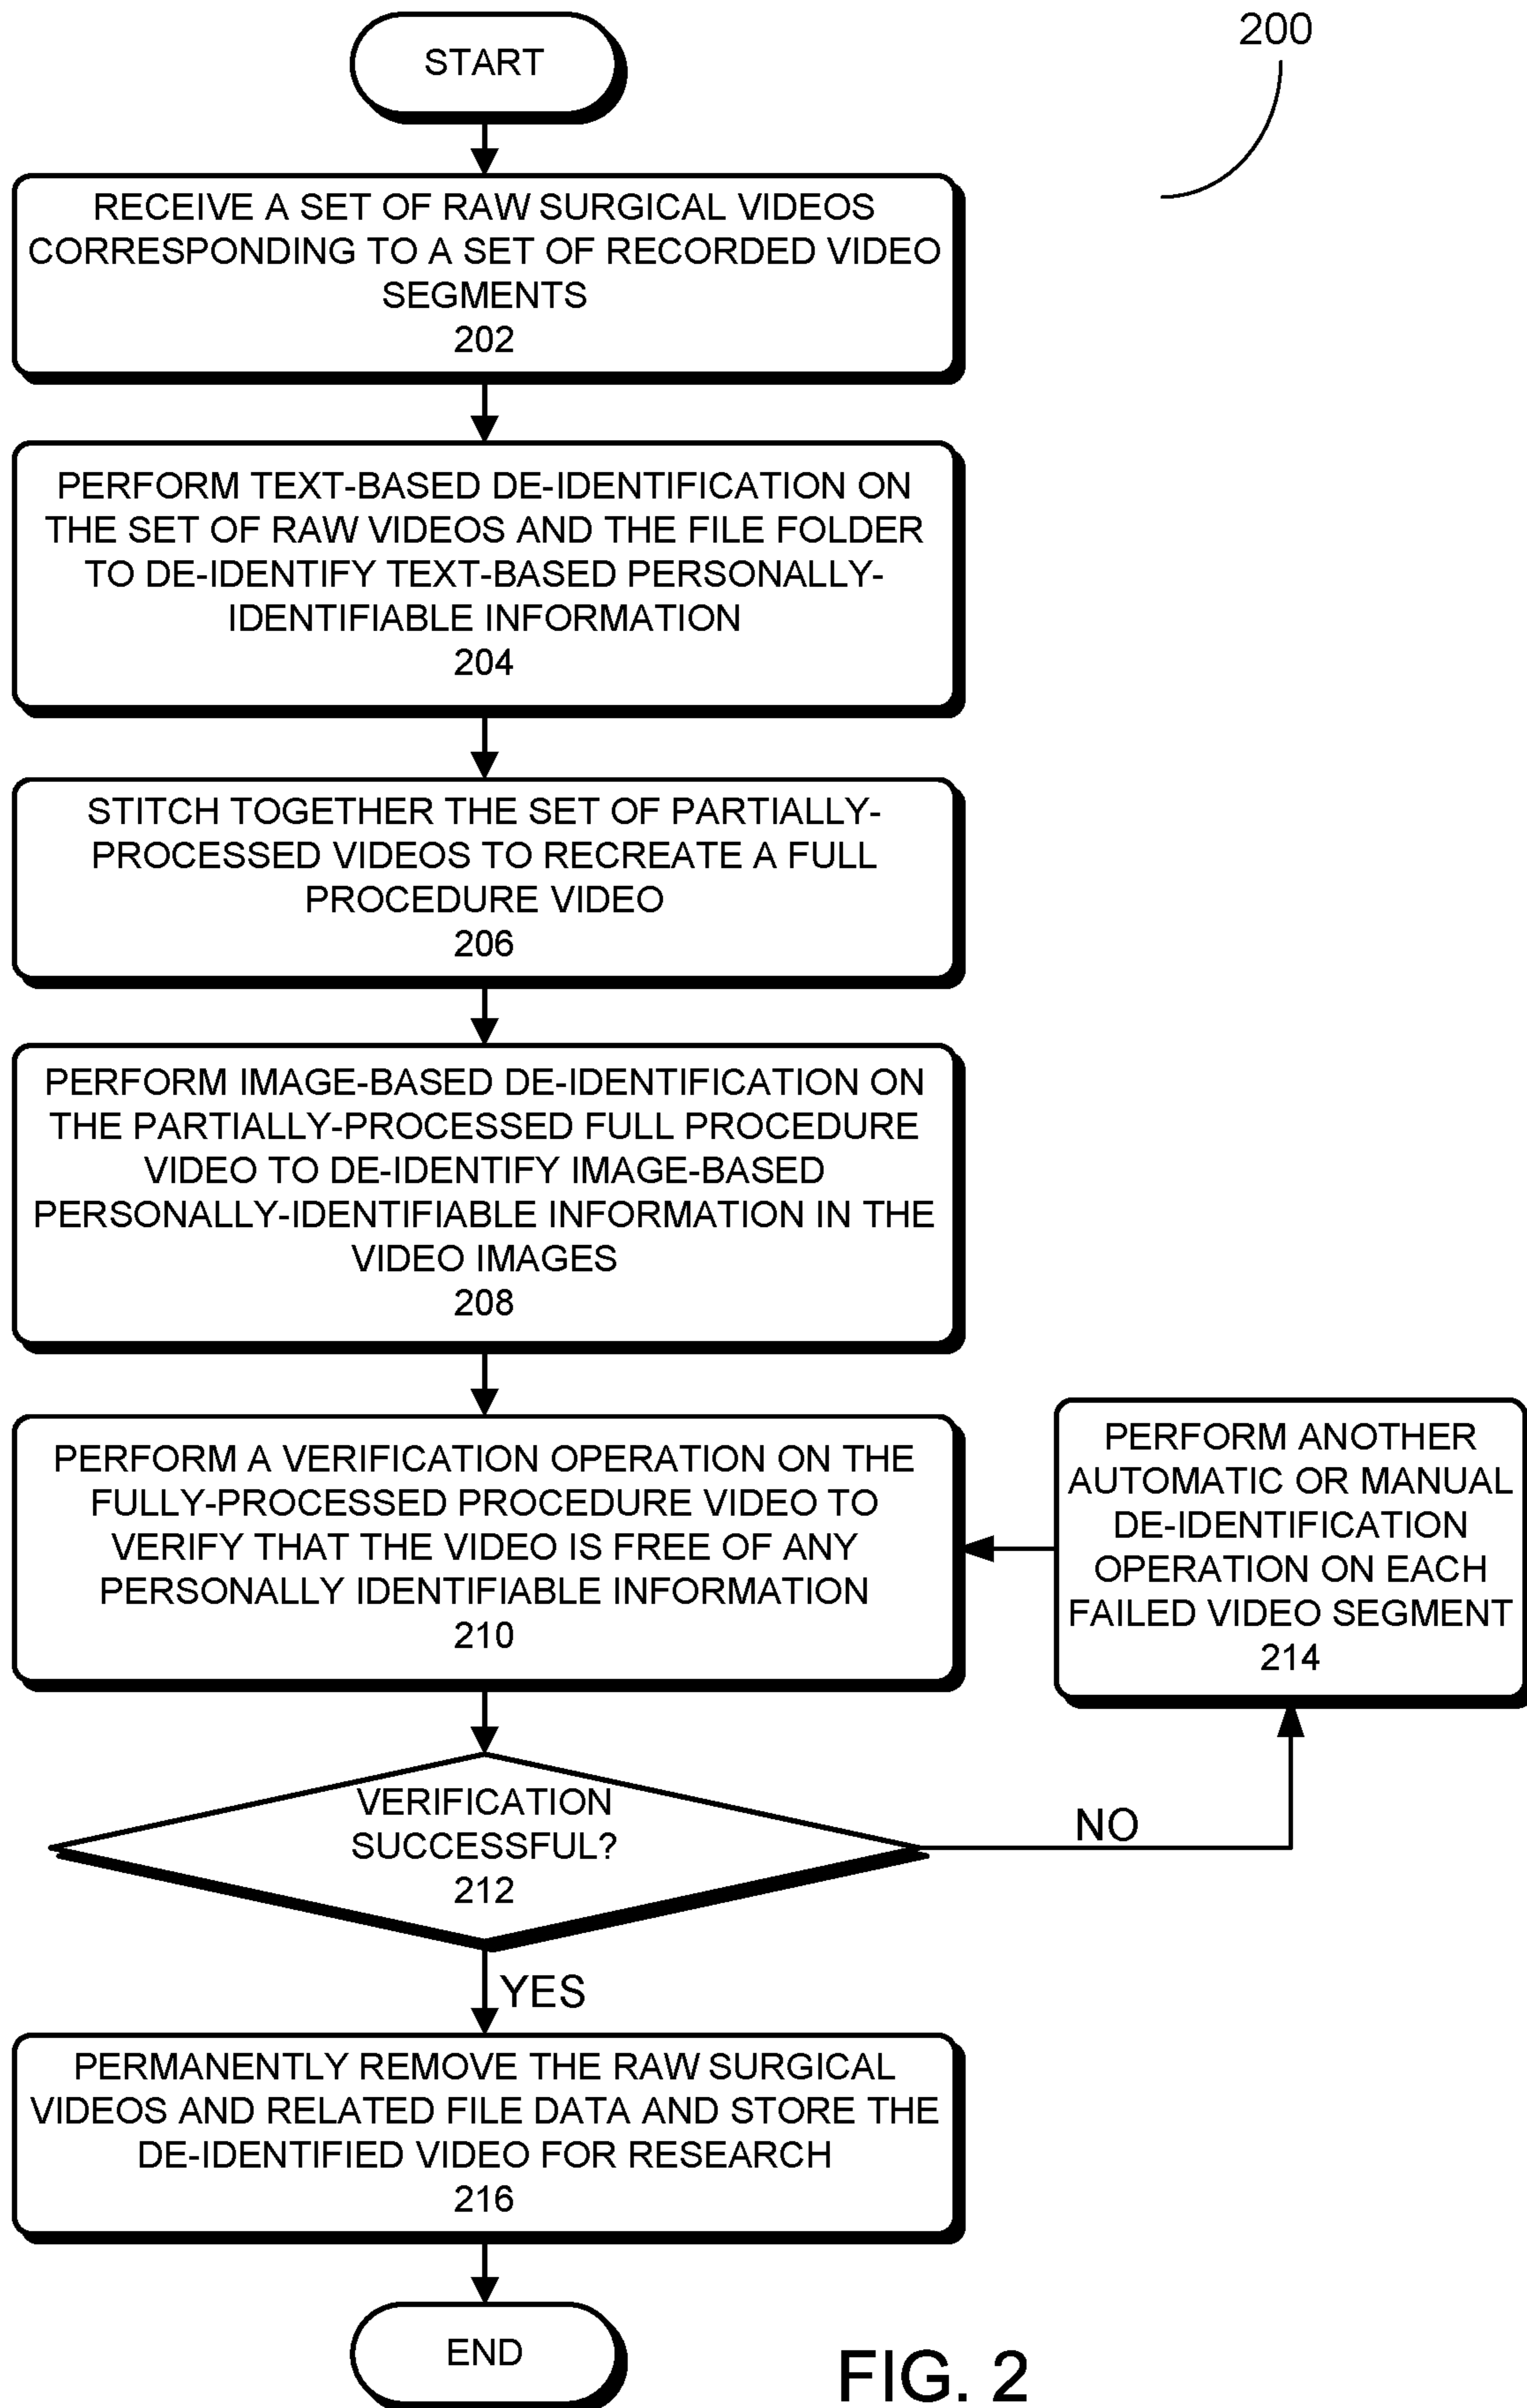 START
200
RECEIVE A SET OF RAW SURGICAL VIDEOS
CORRESPONDING TO A SET OF RECORDED VIDEO
SEGMENTS
202
PERFORM TEXT-BASED DE-IDENTIFICATION ON
THE SET OF RAW VIDEOS AND THE FILE FOLDER
TO DE-IDENTIFY TEXT-BASED PERSONALLY-
IDENTIFIABLE INFORMATION
204
STITCH TOGETHER THE SET OF PARTIALLY-
PROCESSED VIDEOS TO RECREATE A FULL
PROCEDURE VIDEO
206
PERFORM IMAGE-BASED DE-IDENTIFICATION ON
THE PARTIALLY-PROCESSED FULL PROCEDURE
VIDEO TO DE-IDENTIFY IMAGE-BASED
PERSONALLY-IDENTIFIABLE INFORMATION IN THE
VIDEO IMAGES
208
PERFORM A VERIFICATION OPERATION ON THE
FULLY-PROCESSED PROCEDURE VIDEO TO
VERIFY THAT THE VIDEO IS FREE OF ANY
PERSONALLY IDENTIFIABLE INFORMATION
210
PERFORM ANOTHER
AUTOMATIC OR MANUAL
DE-IDENTIFICATION
OPERATION ON EACH
FAILED VIDEO SEGMENT
214
VERIFICATION
SUCCESSFUL?
212
NO
YES
PERMANENTLY REMOVE THE RAW SURGICAL
VIDEOS AND RELATED FILE DATA AND STORE THE
DE-IDENTIFIED VIDEO FOR RESEARCH
216
END
FIG. 2